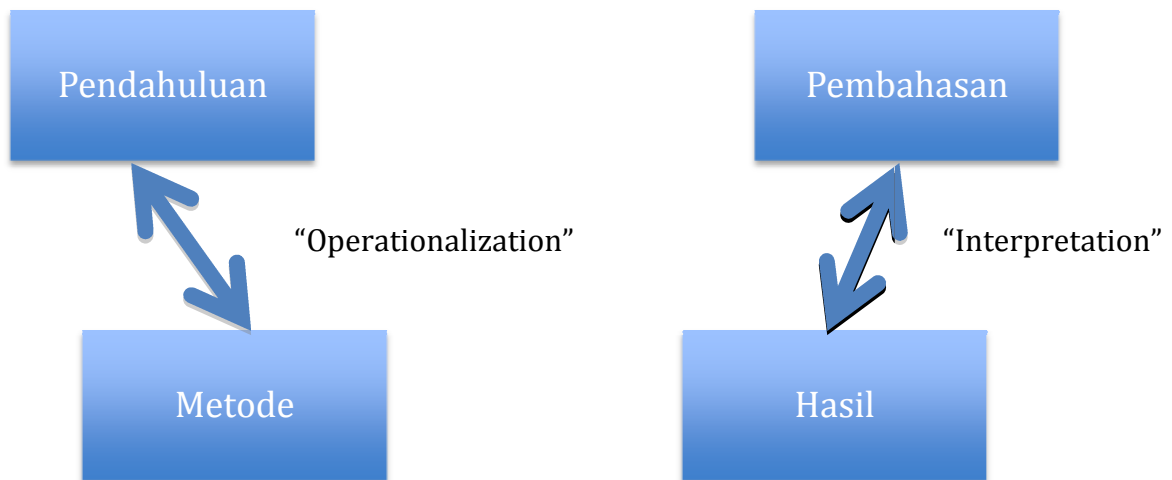 Pendahuluan
Pembahasan
“Operationalization”
“Interpretation”
Metode
Hasil